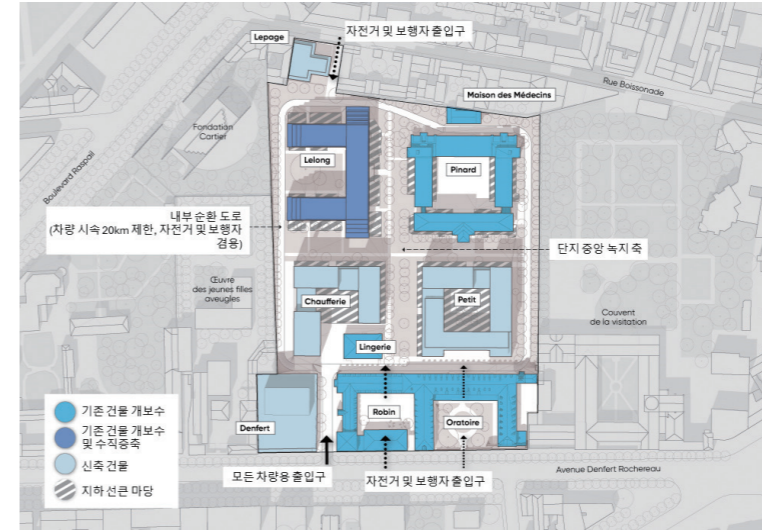 자전거 및 보행자 출입구
Lepage
Rue Boissonade
Maison des Médecins
Fondation
Cartier
Boulevard Raspail
Lelong
Pinard
내부 순환 도로
(차량 시속 20km 제한, 자전거 및 보행자
겸용)
단지 중앙 녹지 축
Œuvre
des jeunes filles
aveugles
Chaufferie
Petit
Couvent
de la visitation
Lingerie
기존 건물 개보수
기존 건물 개보수
및 수직증축
신축 건물
지하 선큰 마당
Denfert
Robin
Oratoire
모든 차량용 출입구
자전거 및 보행자 출입구
Avenue Denfert Rochereau